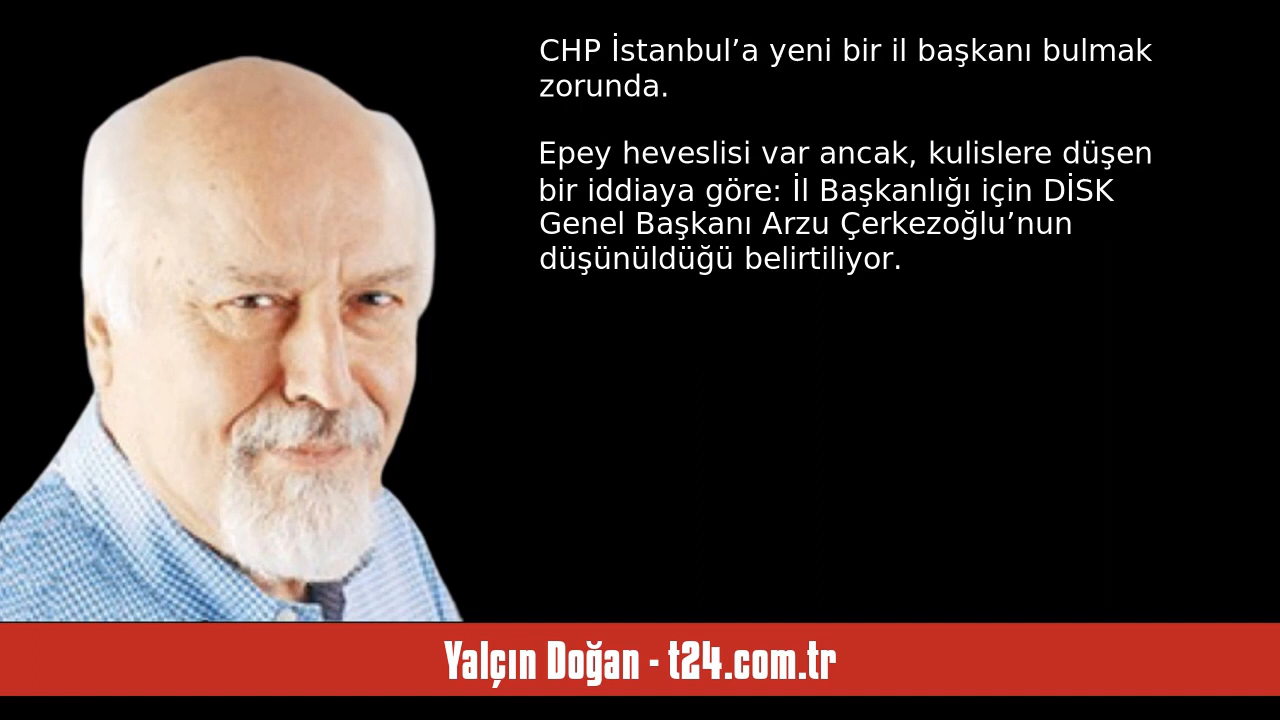 CHP İstanbul’a yeni bir il başkanı bulmak
zorunda.
Epey heveslisi var ancak, kulislere düşen
bir iddiaya göre: İl Başkanlığı için DİSK
Genel Başkanı Arzu Çerkezoğlu’nun
düşünüldüğü belirtiliyor.
Yalçın Doğan - t24.com.tr